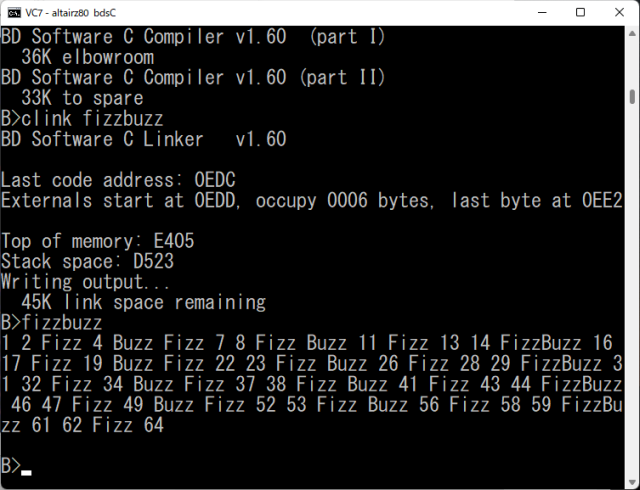 VC7 - altairz80 bdsC
BD Software C Compiler v1.60  (part I)
  36K elbowroom
BD Software C Compiler v1.60 (part II)
  33K to spare
B>clink fizzbuzz
BD Software C Linker   v1.60
Last code address: 0EDC
Externals start at 0EDD, occupy 0006 bytes, last byte at 0EE2
Top of memory: E405
Stack space: D523
Writing output...
  45K link space remaining
B>fizzbuzz
1 2 Fizz 4 Buzz Fizz 7 8 Fizz Buzz 11 Fizz 13 14 FizzBuzz 16
17 Fizz 19 Buzz Fizz 22 23 Fizz Buzz 26 Fizz 28 29 FizzBuzz 3
1 32 Fizz 34 Buzz Fizz 37 38 Fizz Buzz 41 Fizz 43 44 FizzBuzz
 46 47 Fizz 49 Buzz Fizz 52 53 Fizz Buzz 56 Fizz 58 59 FizzBu
zz 61 62 Fizz 64
B>